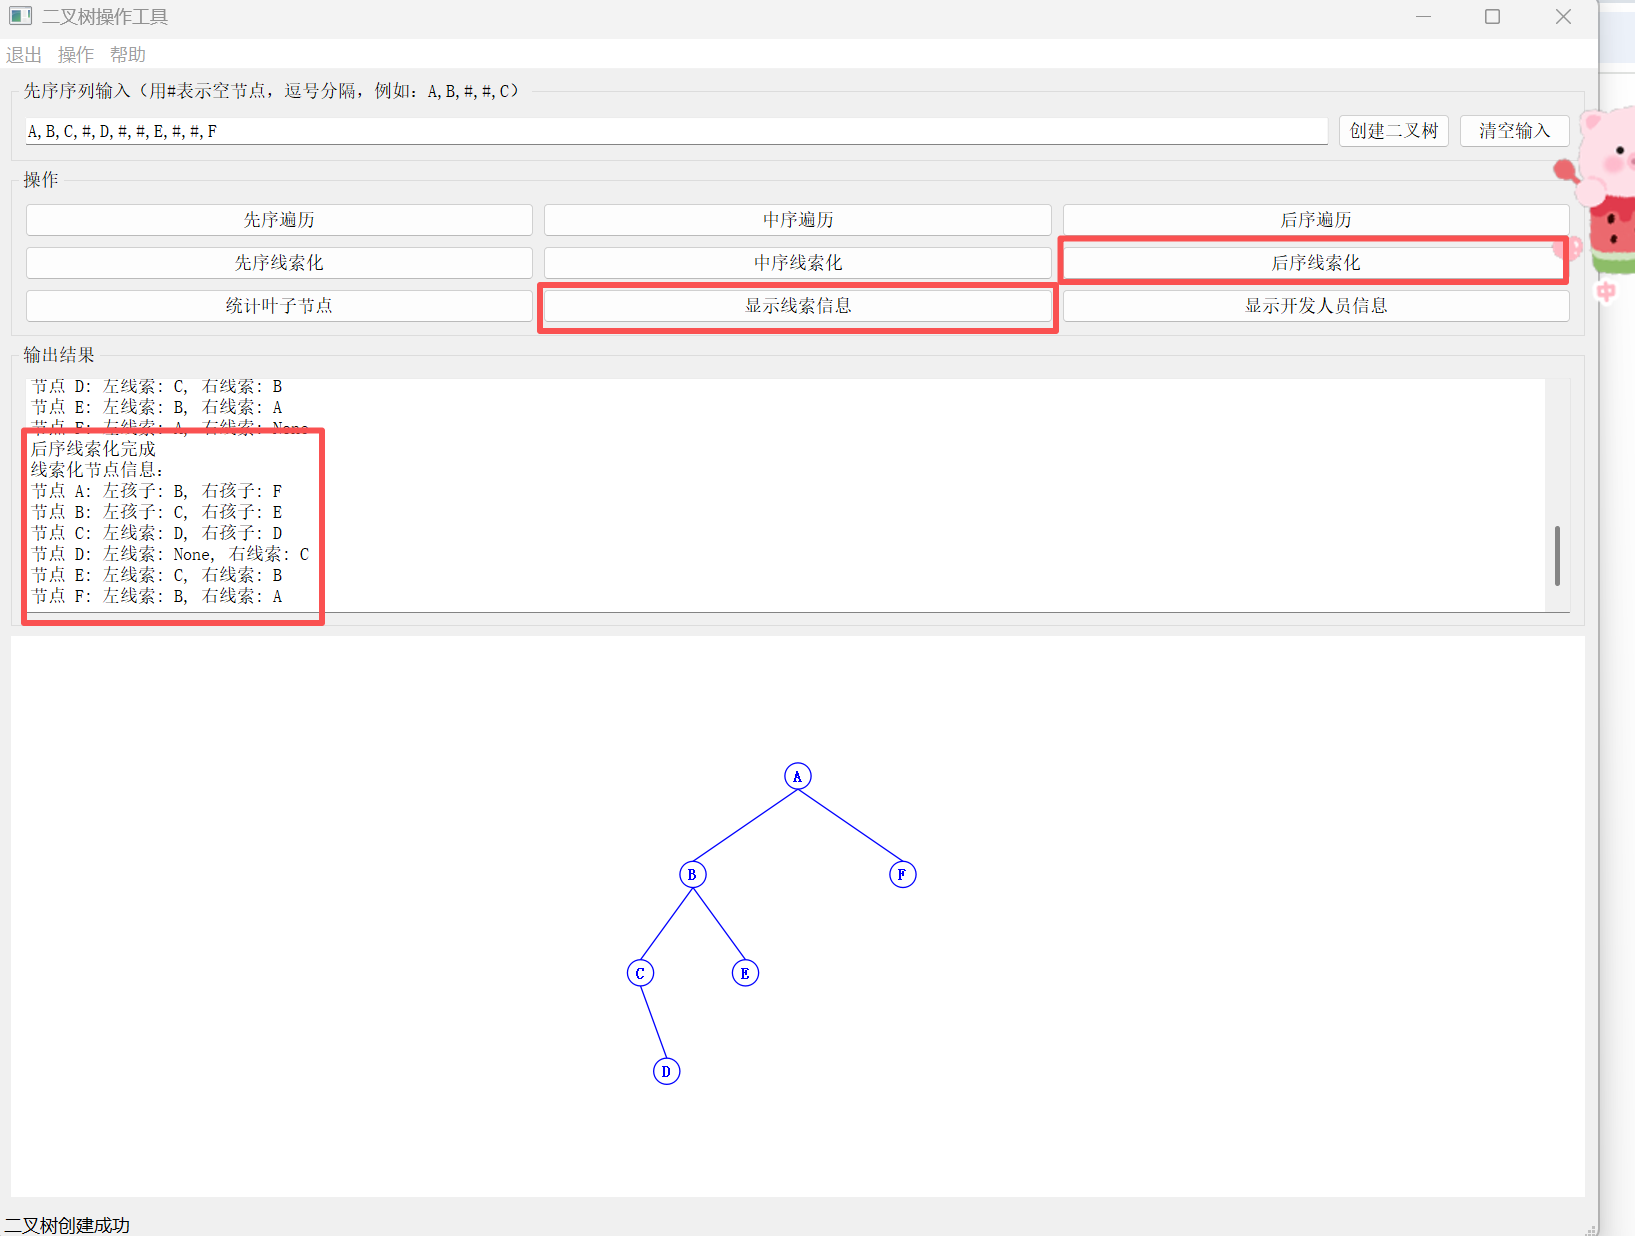 二叉树操作工具
退出 操作 帮助
先序序列输入（用#表示空节点，逗号分隔，例如：A,B,#,#,C）
A,B,C,#,D,#,#,E,#,#,F
创建二叉树 清空输入
操作
先序遍历 中序遍历 后序遍历
先序线索化 中序线索化 后序线索化
统计叶子节点 显示线索信息 显示开发人员信息
输出结果
节点 D: 左线索: C, 右线索: B
节点 E: 左线索: B, 右线索: A
节点 F: 左线索: A, 右线索: None
后序线索化完成
线索化节点信息:
节点 A: 左孩子: B, 右孩子: F
节点 B: 左孩子: C, 右孩子: E
节点 C: 左线索: D, 右孩子: D
节点 D: 左线索: None, 右线索: C
节点 E: 左线索: C, 右线索: B
节点 F: 左线索: B, 右线索: A
A
B F
C E
D
二叉树创建成功
中